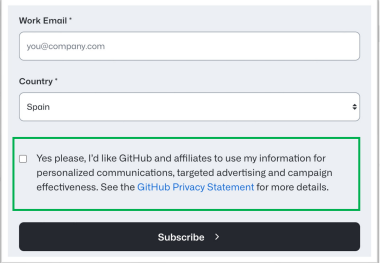 Work Email *
you@company.com
Country *
Spain
Yes please, I'd like GitHub and affiliates to use my information for
personalized communications, targeted advertising and campaign
effectiveness. See the GitHub Privacy Statement for more details.
Subscribe >